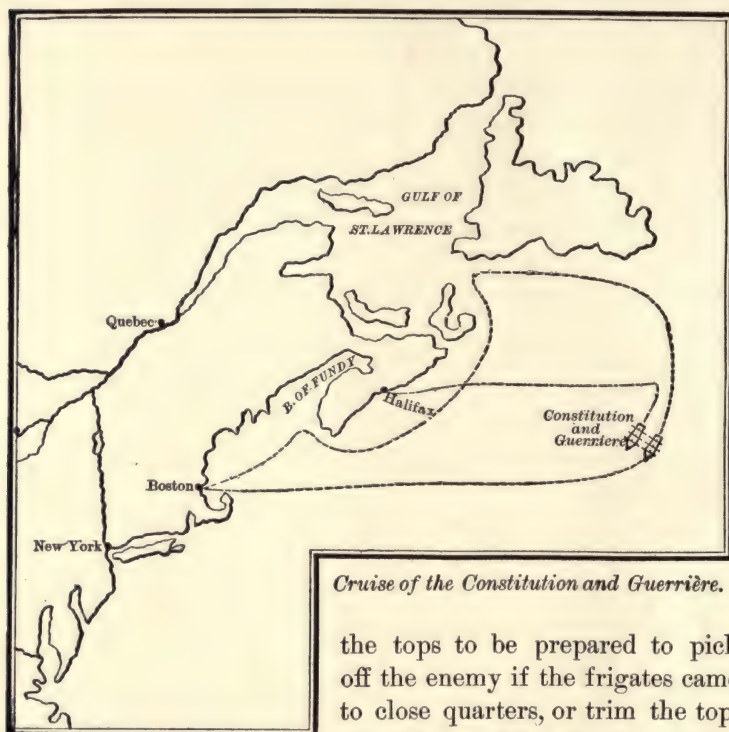 GULF OF
ST. LAWRENCE
Quebec
B. OF FUNDY
Halifax
Constitution
and
Guerriere
Boston
New York
Cruise of the Constitution and Guerrière.
the tops to be prepared to pick
off the enemy if the frigates came
to close quarters, or trim the top